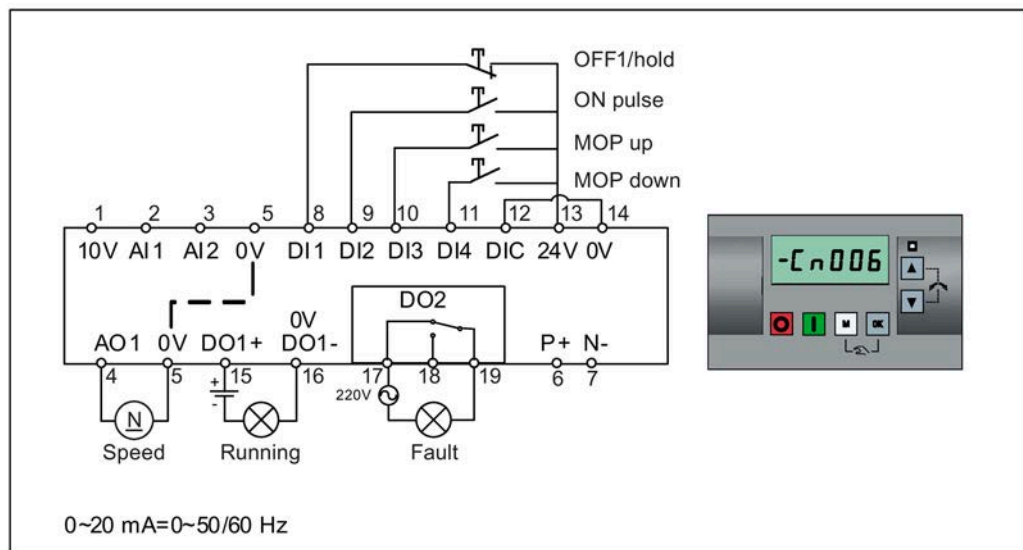 OFF1/hold
ON pulse
MOP up
MOP down
1 2 3 5 8 9 10 11 12 13 14
10V AI1 AI2 0V DI1 DI2 DI3 DI4 DIC 24V 0V
-Cn006
M OK
DO2
0V
AO1 0V DO1+ DO1- P+ N-
4 5 15 16 17 18 19 6 7
+
-
220V
N
Speed Running Fault
0~20 mA=0~50/60 Hz